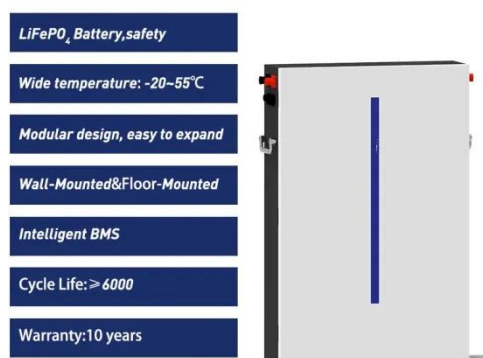 LiFePO₄ Battery,safety
Wide temperature: -20~55℃
Modular design, easy to expand
Wall-Mounted&Floor-Mounted
Intelligent BMS
Cycle Life:≥6000
Warranty:10 years